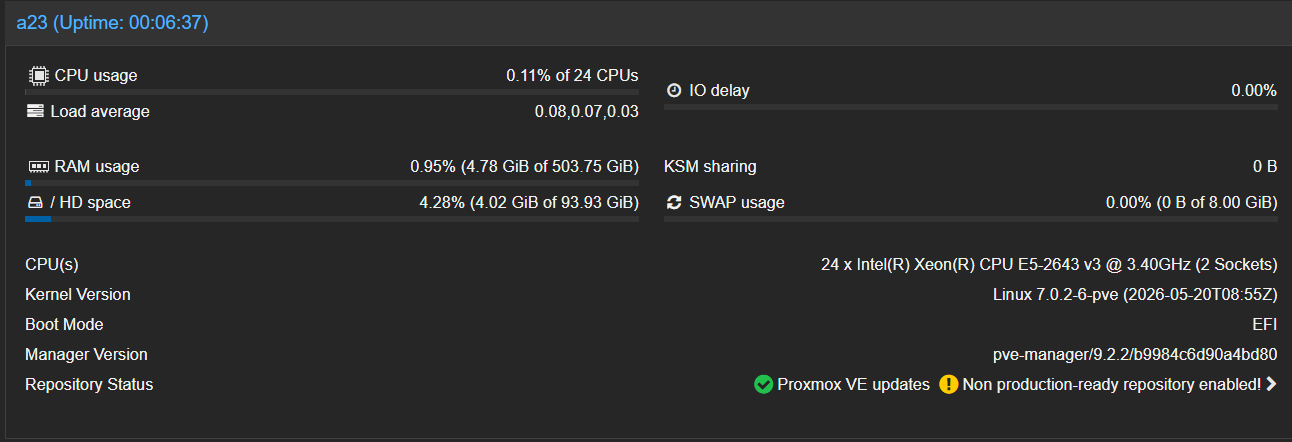 a23 (Uptime: 00:06:37)
CPU usage 0.11% of 24 CPUs
IO delay 0.00%
Load average 0.08,0.07,0.03
RAM usage 0.95% (4.78 GiB of 503.75 GiB)
KSM sharing 0 B
/ HD space 4.28% (4.02 GiB of 93.93 GiB)
SWAP usage 0.00% (0 B of 8.00 GiB)
CPU(s) 24 x Intel(R) Xeon(R) CPU E5-2643 v3 @ 3.40GHz (2 Sockets)
Kernel Version Linux 7.0.2-6-pve (2026-05-20T08:55Z)
Boot Mode EFI
Manager Version pve-manager/9.2.2/b9984c6d90a4bd80
Repository Status Proxmox VE updates Non production-ready repository enabled!